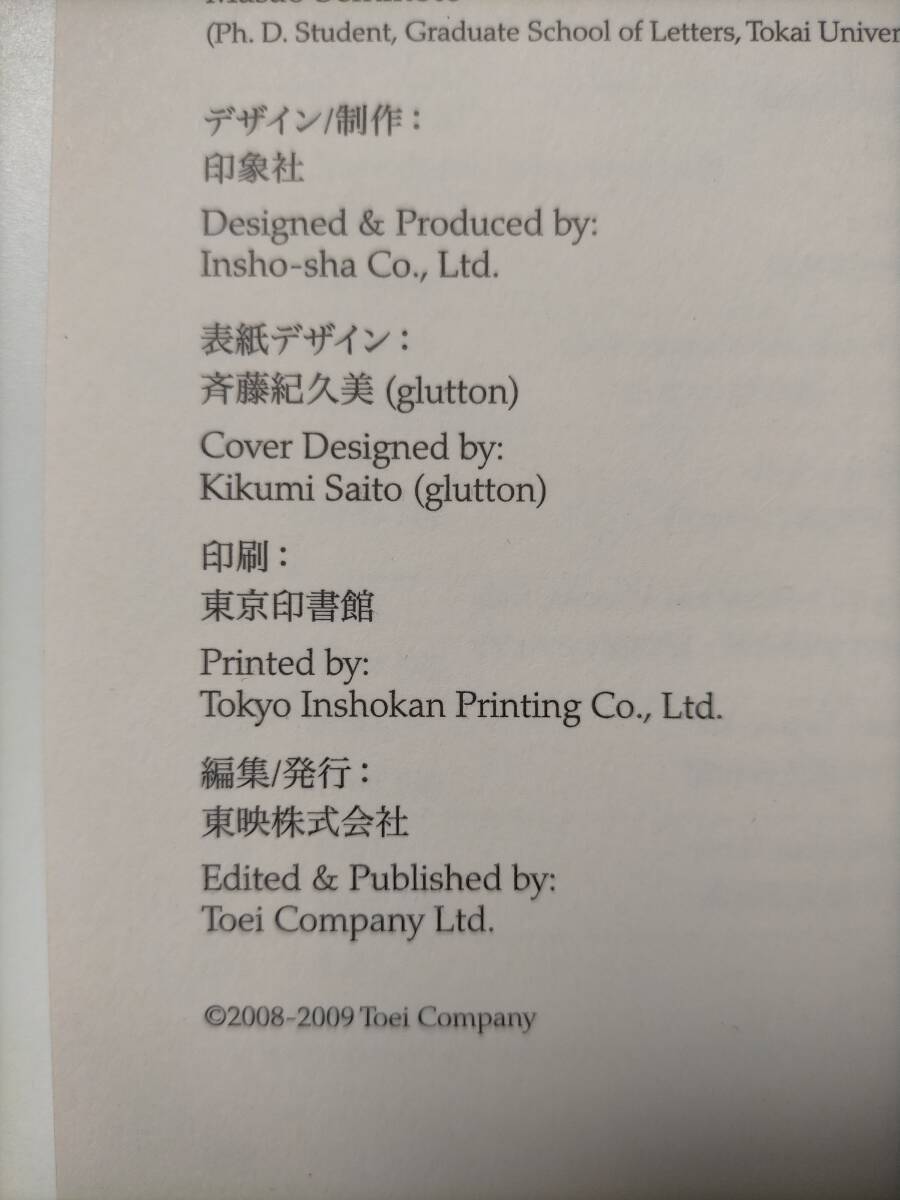 (Ph. D. Student, Graduate School of Letters, Tokai
デザイン/制作：
印象社
Designed & Produced by:
Insho-sha Co., Ltd.
表紙デザイン：
斉藤紀久美 (glutton)
Cover Designed by:
Kikumi Saito (glutton)
印刷：
東京印書館
Printed by:
Tokyo Inshokan Printing Co., Ltd.
編集/発行：
東映株式会社
Edited & Published by:
Toei Company Ltd.
©2008-2009 Toei Company